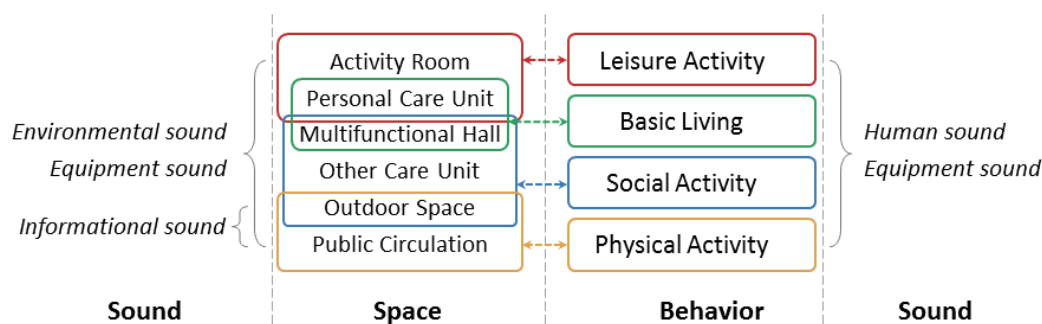 Environmental sound
Equipment sound
Informational sound
Activity Room
Personal Care Unit
Multifunctional Hall
Other Care Unit
Outdoor Space
Public Circulation
Leisure Activity
Basic Living
Social Activity
Physical Activity
Human sound
Equipment sound
Sound
Space
Behavior
Sound